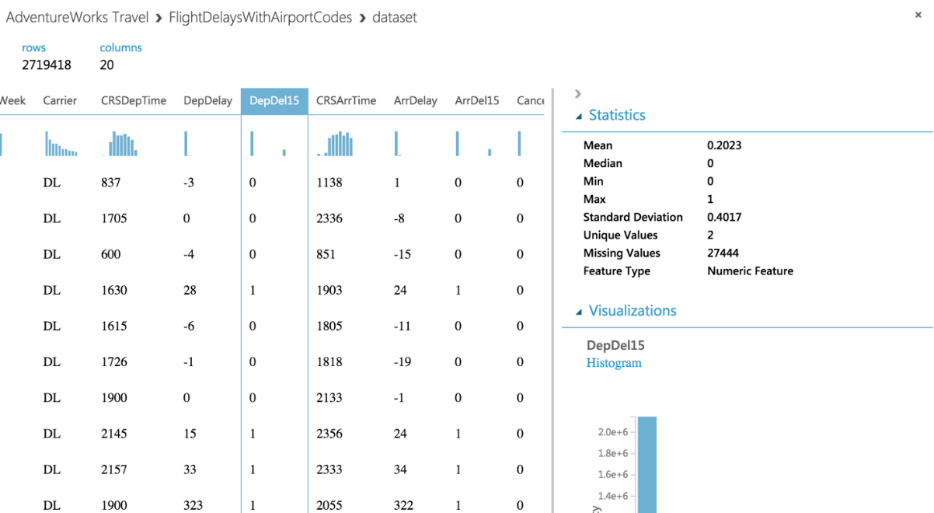 AdventureWorks Travel › FlightDelaysWithAirportCodes › dataset
rows columns
2719418 20
Week Carrier CRSDepTime DepDelay DepDel15 CRSArrTime ArrDelay ArrDel15 Cance
DL 837 -3 0 1138 1 0 0
DL 1705 0 0 2336 -8 0 0
DL 600 -4 0 851 -15 0 0
DL 1630 28 1 1903 24 1 0
DL 1615 -6 0 1805 -11 0 0
DL 1726 -1 0 1818 -19 0 0
DL 1900 0 0 2133 -1 0 0
DL 2145 15 1 2356 24 1 0
DL 2157 33 1 2333 34 1 0
DL 1900 323 1 2055 322 1 0
Statistics
Mean 0.2023
Median 0
Min 0
Max 1
Standard Deviation 0.4017
Unique Values 2
Missing Values 27444
Feature Type Numeric Feature
Visualizations
DepDel15
Histogram
2.0e+6
1.8e+6
1.6e+6
1.4e+6